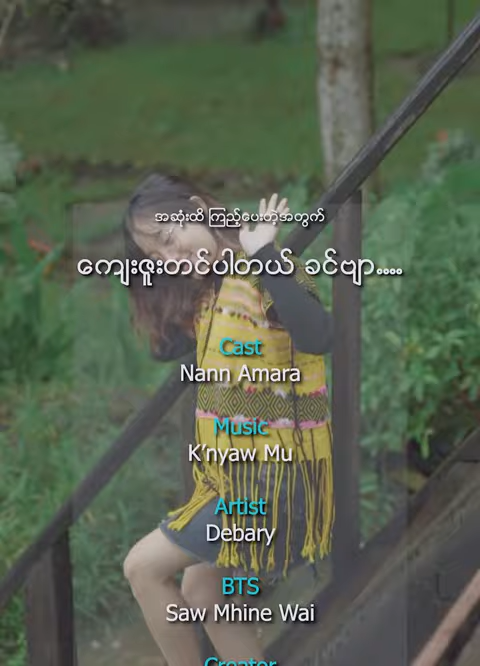 အဆုံးထိ ကြည့်ပေးတဲ့အတွက်
ကျေးဇူးတင်ပါတယ် ခင်ဗျာ....
Cast
Nann Amara
Music
K'nyaw Mu
Artist
Debary
BTS
Saw Mhine Wai
Creator